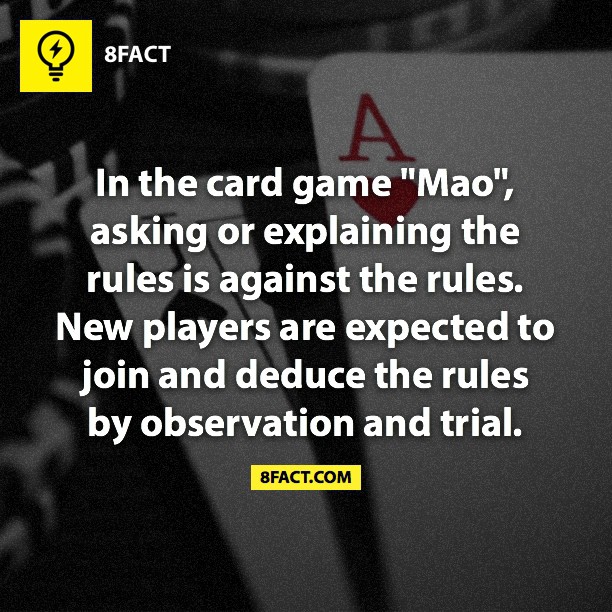 8FACT
A
In the card game "Mao",
asking or explaining the
rules is against the rules.
New players are expected to
join and deduce the rules
by observation and trial.
8FACT.COM